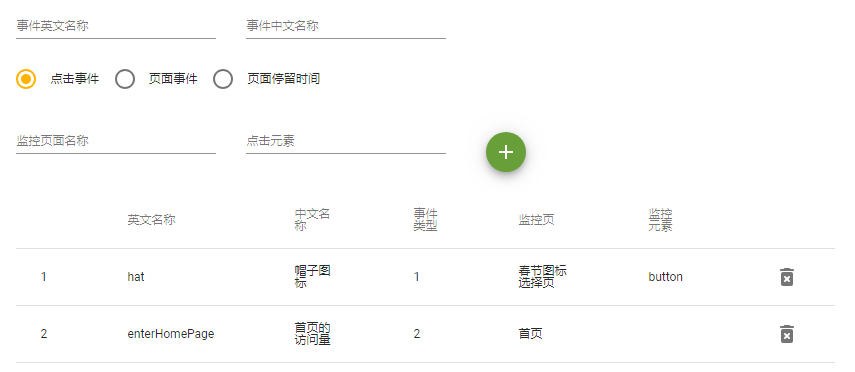 事件英文名称 事件中文名称
点击事件 页面事件 页面停留时间
监控页面名称 点击元素
英文名称 中文名 事件 监控页 监控
称 类型 元素
1 hat 帽子图 1 春节图标 button
标 选择页
2 enterHomePage 首页的 2 首页
访问量